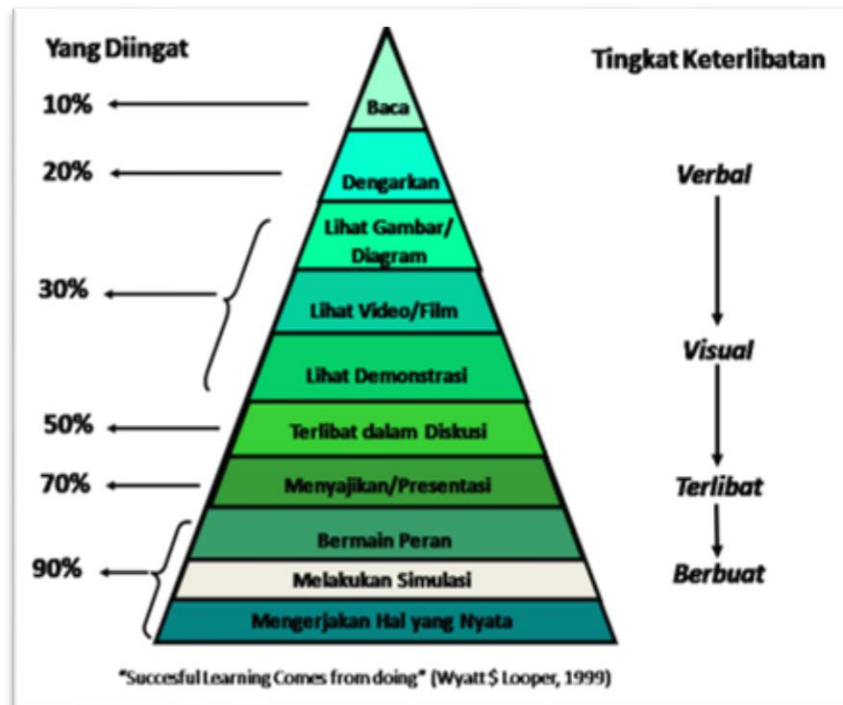 Yang Diingat
Tingkat Keterlibatan
10%
Baca
20%
Dengarkan
Verbal
Lihat Gambar/
Diagram
30%
Lihat Video/Film
Visual
Lihat Demonstrasi
50%
Terlibat dalam Diskusi
70%
Menyajikan/Presentasi
Terlibat
Bermain Peran
90%
Melakukan Simulasi
Berbuat
Mengerjakan Hal yang Nyata
"Succesful Learning Comes from doing" (Wyatt $ Looper, 1999)